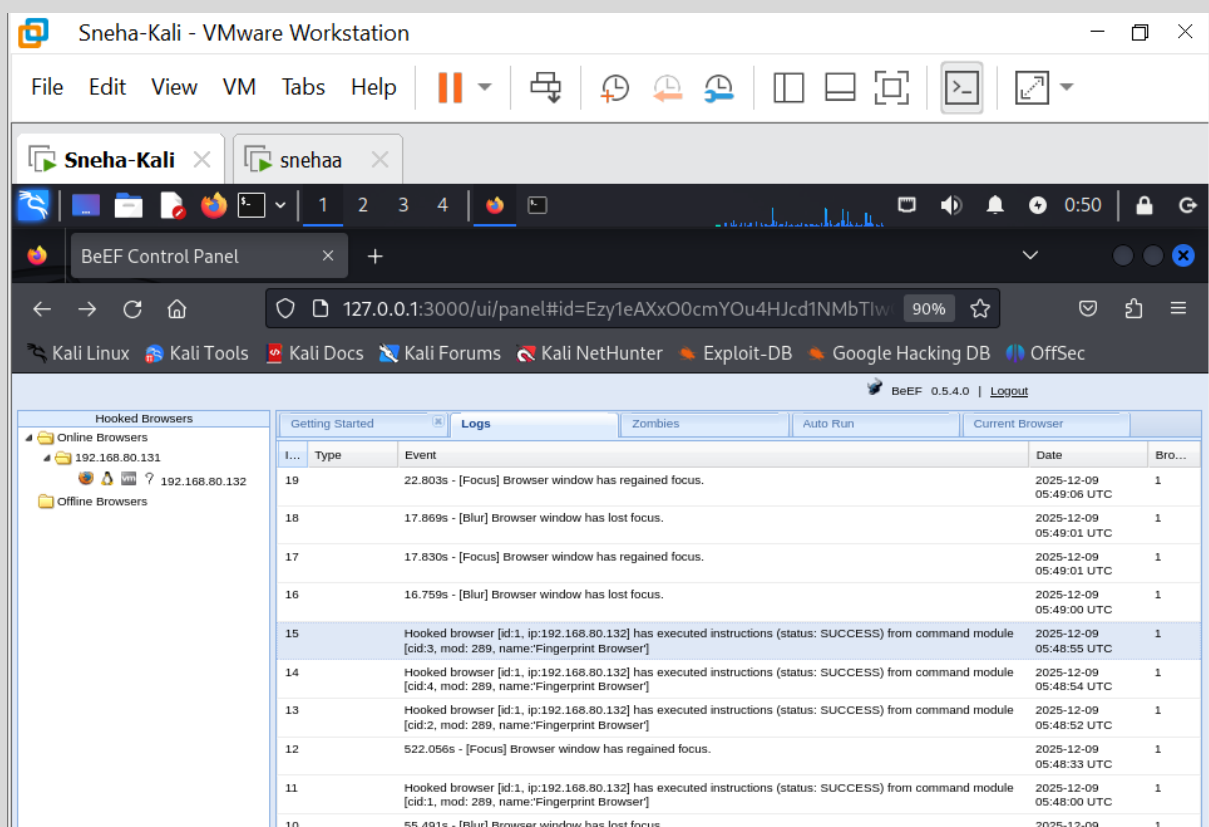 Sneha-Kali - VMware Workstation
File Edit View VM Tabs Help
Sneha-Kali snehaa
1 2 3 4 0:50
BeEF Control Panel
127.0.0.1:3000/ui/panel#id=Ezy1eAXxO0cmYOu4HJcd1NMbTIw 90%
Kali Linux Kali Tools Kali Docs Kali Forums Kali NetHunter Exploit-DB Google Hacking DB OffSec
BeEF 0.5.4.0 | Logout
Hooked Browsers
Online Browsers
192.168.80.131
? 192.168.80.132
Offline Browsers
Getting Started Logs Zombies Auto Run Current Browser
I... Type Event Date Bro...
19 22.803s - [Focus] Browser window has regained focus. 2025-12-09 1
05:49:06 UTC
18 17.869s - [Blur] Browser window has lost focus. 2025-12-09 1
05:49:01 UTC
17 17.830s - [Focus] Browser window has regained focus. 2025-12-09 1
05:49:01 UTC
16 16.759s - [Blur] Browser window has lost focus. 2025-12-09 1
05:49:00 UTC
15 Hooked browser [id:1, ip:192.168.80.132] has executed instructions (status: SUCCESS) from command module 2025-12-09 1
[cid:3, mod: 289, name:'Fingerprint Browser'] 05:48:55 UTC
14 Hooked browser [id:1, ip:192.168.80.132] has executed instructions (status: SUCCESS) from command module 2025-12-09 1
[cid:4, mod: 289, name:'Fingerprint Browser'] 05:48:54 UTC
13 Hooked browser [id:1, ip:192.168.80.132] has executed instructions (status: SUCCESS) from command module 2025-12-09 1
[cid:2, mod: 289, name:'Fingerprint Browser'] 05:48:52 UTC
12 522.056s - [Focus] Browser window has regained focus. 2025-12-09 1
05:48:33 UTC
11 Hooked browser [id:1, ip:192.168.80.132] has executed instructions (status: SUCCESS) from command module 2025-12-09 1
[cid:1, mod: 289, name:'Fingerprint Browser'] 05:48:00 UTC
10 55.491s - [Blur] Browser window has lost focus. 2025-12-09 1